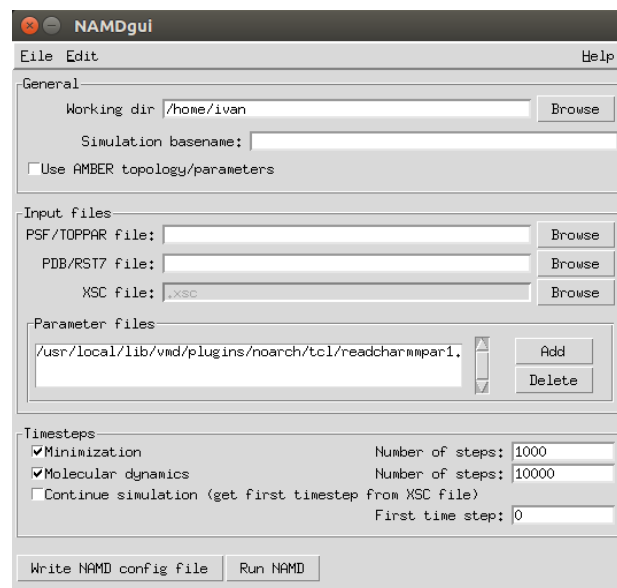 NAMDgui
File Edit Help
General
Working dir /home/ivan Browse
Simulation basename:
Use AMBER topology/parameters
Input files
PSF/TOPPAR file: Browse
PDB/RST7 file: Browse
XSC file: .xsc Browse
Parameter files
/usr/local/lib/vmd/plugins/noarch/tcl/readcharmmpar1. Add
Delete
Timesteps
Minimization Number of steps: 1000
Molecular dynamics Number of steps: 10000
Continue simulation (get first timestep from XSC file)
First time step: 0
Write NAMD config file Run NAMD